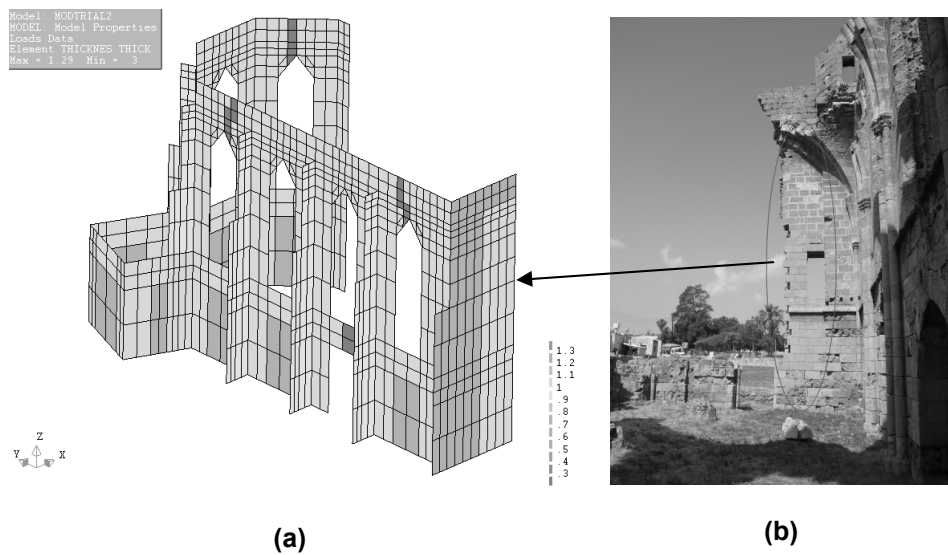 Model: MODTRIAL2
MODEL: Model Properties
Loads Data
Element THICKNES THICK
Max = 1.29 Min = .3
1.3
1.2
1.1
1
.9
.8
.7
.6
.5
.4
.3
Z
Y X
(a) (b)